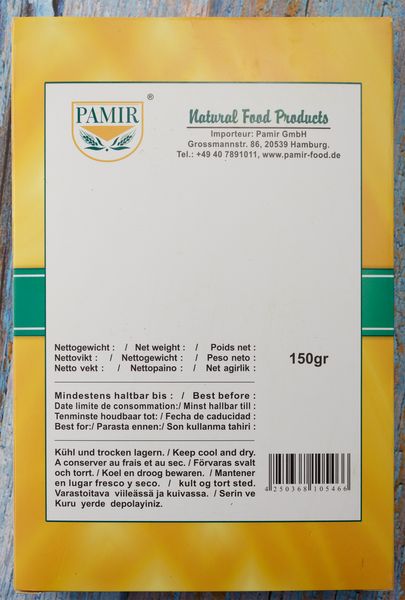 PAMIR ®
Natural Food Products
Importeur: Pamir GmbH
Grossmannstr. 86, 20539 Hamburg.
Tel.: +49 40 7891011, www.pamir-food.de
Nettogewicht : / Net weight : / Poids net :
Nettovikt : / Nettogewicht : / Peso neto :
Netto vekt : / Nettopaino : / Net agirlik :
150gr
Mindestens haltbar bis : / Best before :
Date limite de consommation:/ Minst hallbar till :
Tenminste houdbaar tot: / Fecha de caducidad :
Best for:/ Parasta ennen:/ Son kullanma tahiri :
Kühl und trocken lagern. / Keep cool and dry.
A conserver au frais et au sec. / Förvaras svalt
och torrt. / Koel en droog bewaren. / Mantener
en lugar fresco y seco. / kult og tort sted.
Varastoitava viileässä ja kuivassa. / Serin ve
Kuru yerde depolayiniz.
4 250368 105466